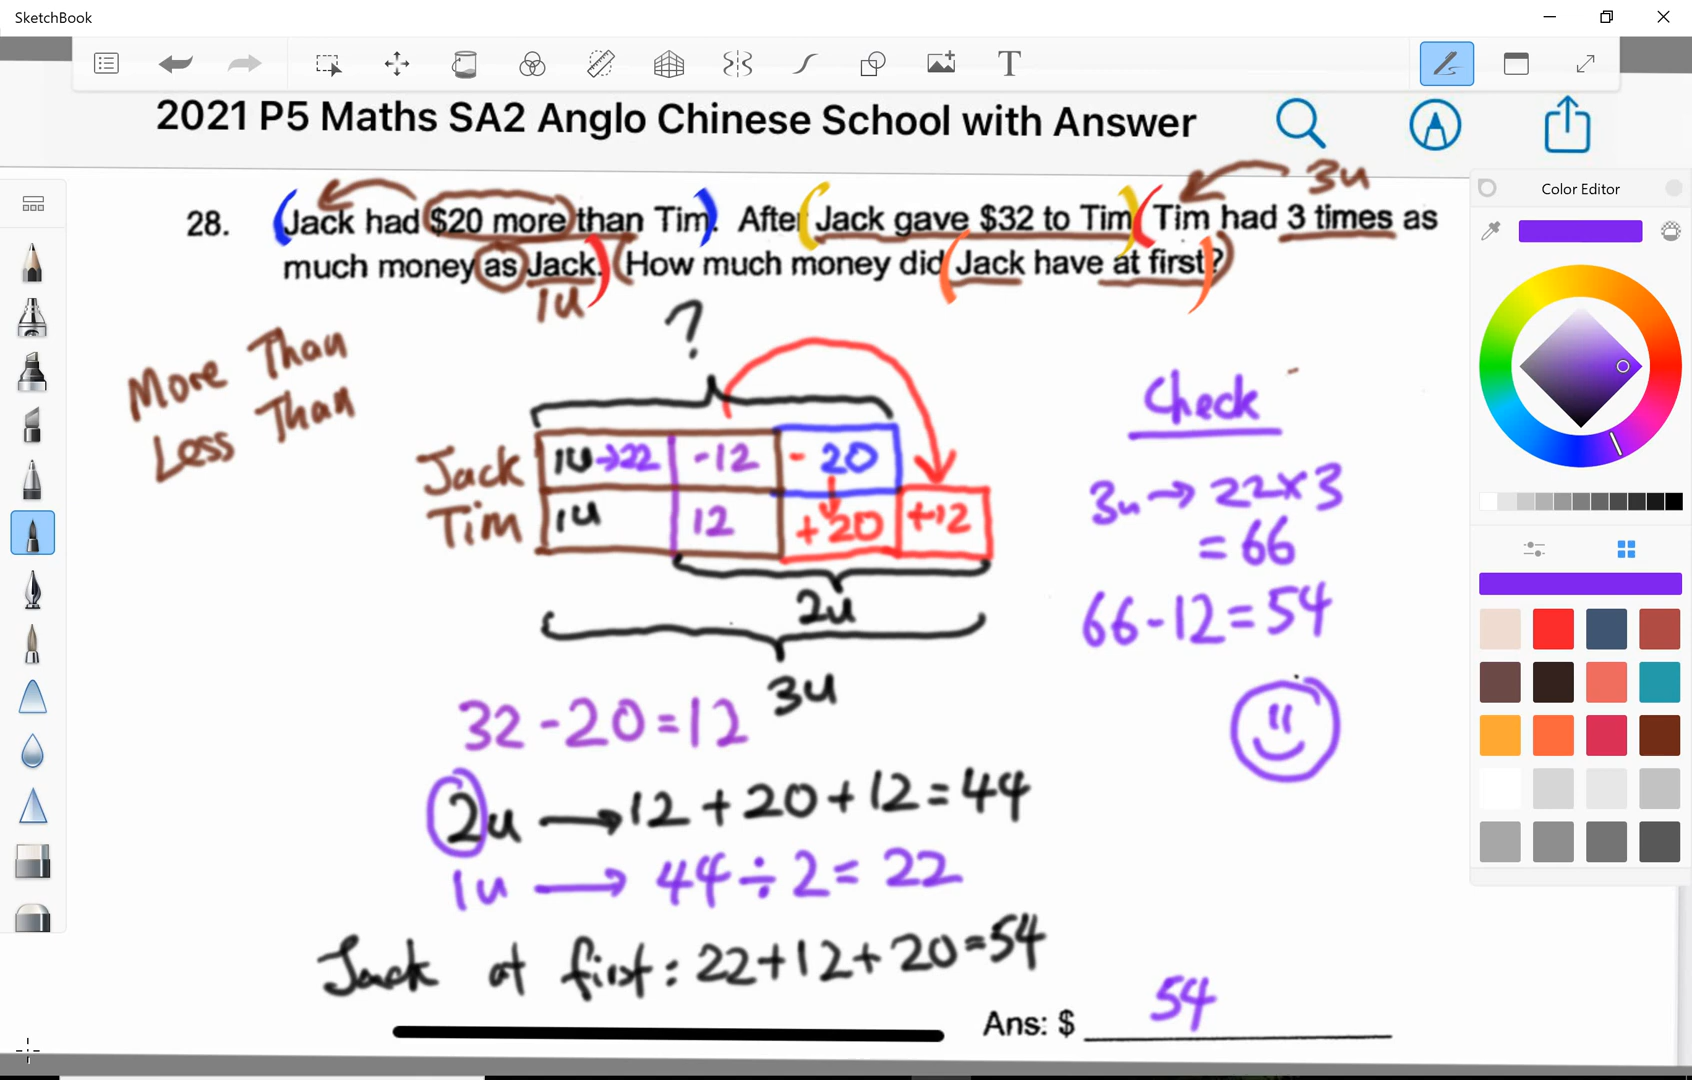 SketchBook
2021 P5 Maths SA2 Anglo Chinese School with Answer
3u
28. (Jack had $20 more than Tim). After (Jack gave $32 to Tim) (Tim had 3 times as
much money as Jack.) (How much money did (Jack have at first)?)
1u
?
More Than
Less Than
Jack 1u→22 -12 - 20
Tim 1u 12 +20 +12
2u
3u
32-20=12
2u → 12+20+12=44
1u → 44÷2=22
Jack at first: 22+12+20=54
Check
3u → 22×3
= 66
66-12=54
Ans: $ 54
Color Editor